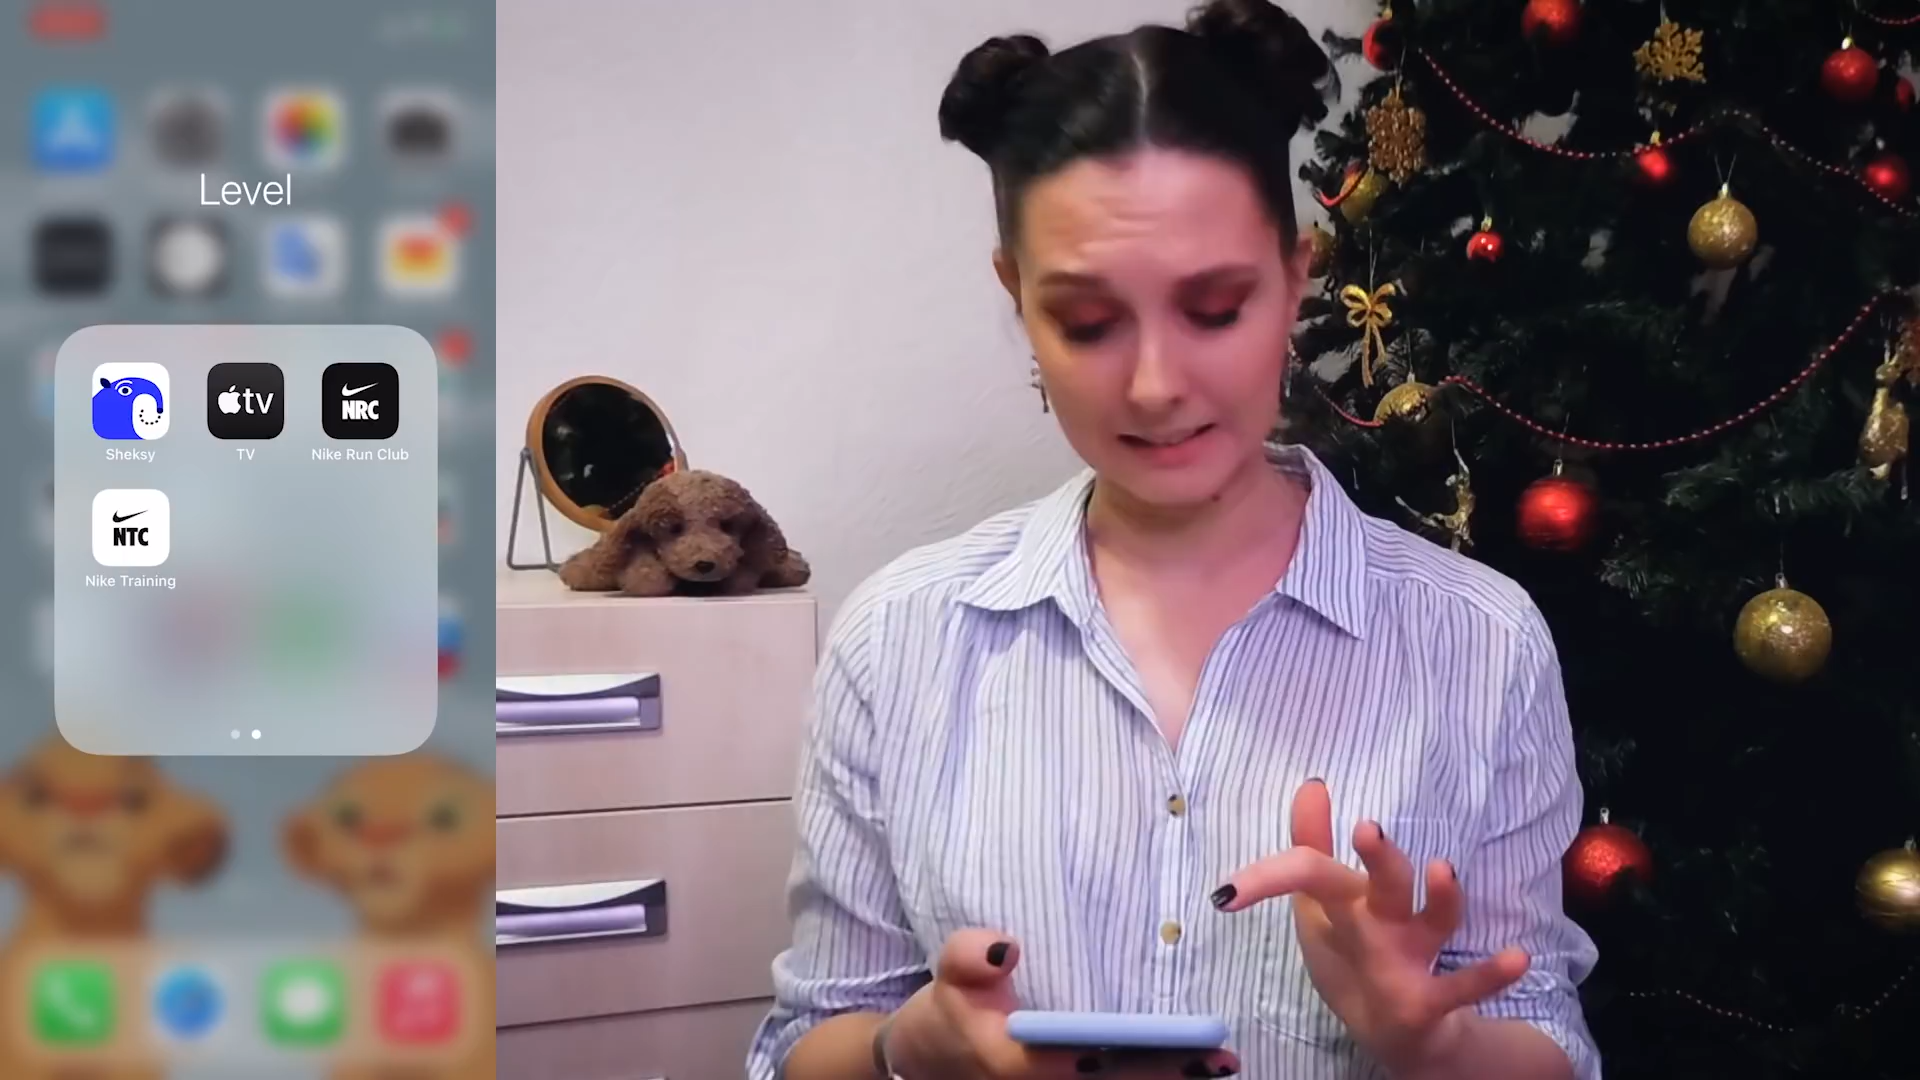 Level
tv
NRC
Sheksy
TV
Nike Run Club
NTC
Nike Training